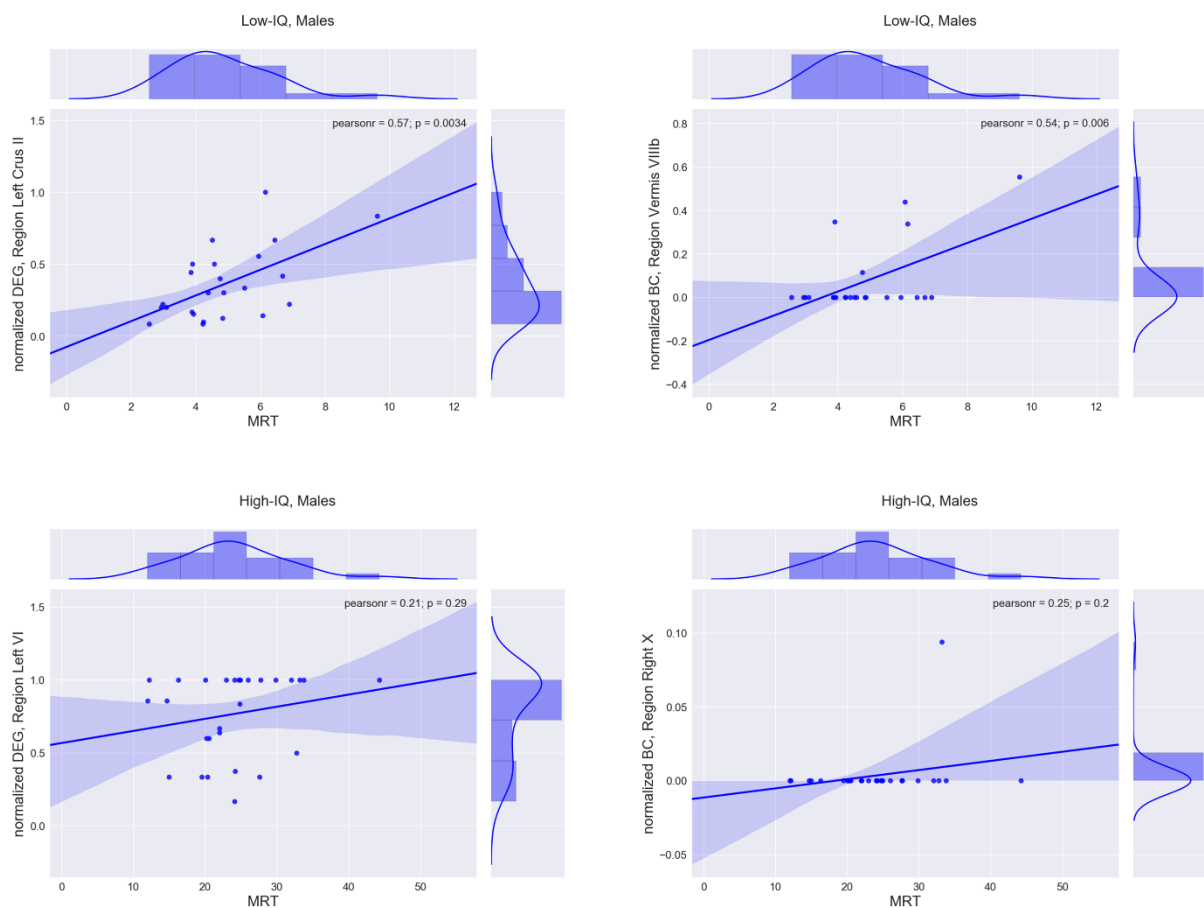 Low-IQ, Males
pearsonr = 0.57; p = 0.0034
normalized DEG, Region Left Crus II
1.5
1.0
0.5
0.0
0 2 4 6 8 10 12
MRT
Low-IQ, Males
pearsonr = 0.54; p = 0.006
normalized BC, Region Vermis VIIIb
0.8
0.6
0.4
0.2
0.0
−0.2
−0.4
0 2 4 6 8 10 12
MRT
High-IQ, Males
pearsonr = 0.21; p = 0.29
normalized DEG, Region Left VI
1.5
1.0
0.5
0.0
0 10 20 30 40 50
MRT
High-IQ, Males
pearsonr = 0.25; p = 0.2
normalized BC, Region Right X
0.10
0.05
0.00
−0.05
0 10 20 30 40 50
MRT